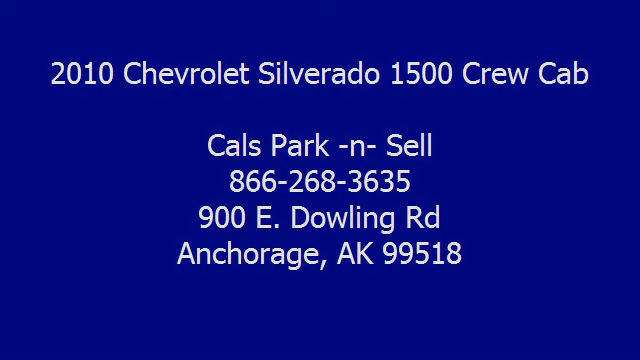 2010 Chevrolet Silverado 1500 Crew Cab
Cals Park -n- Sell
866-268-3635
900 E. Dowling Rd
Anchorage, AK 99518